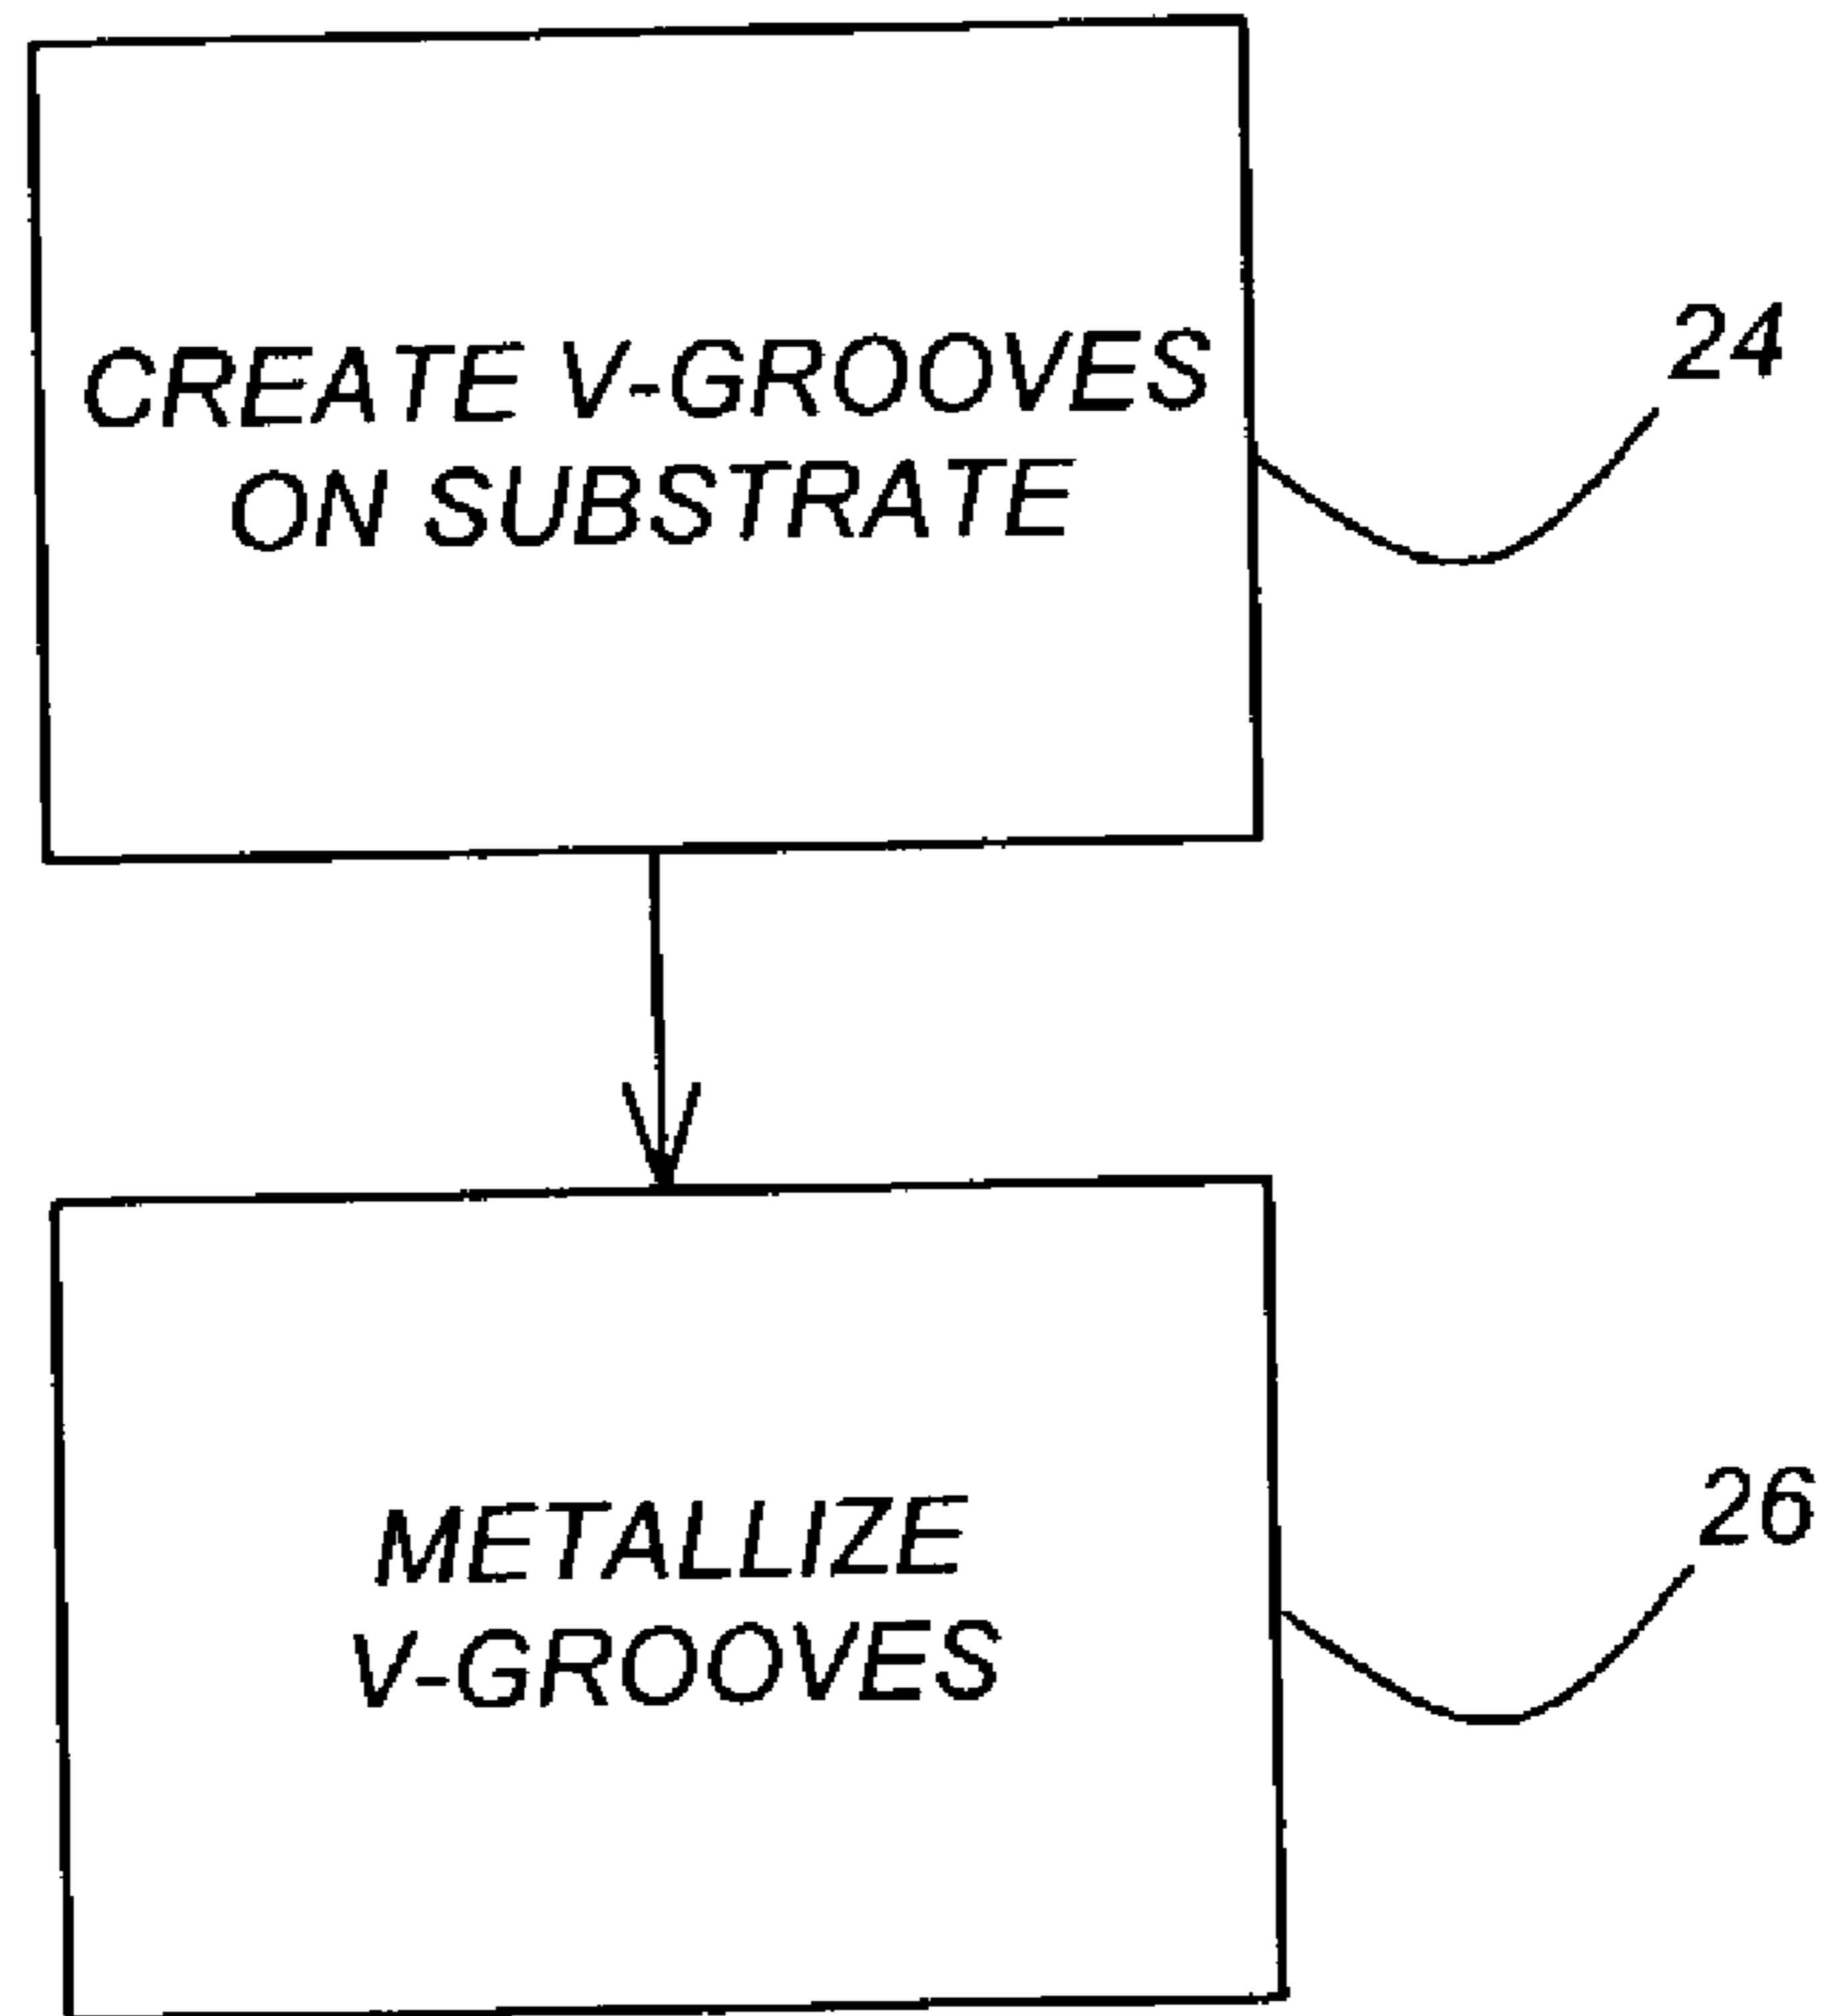 CREATE V-GROOVES
ON SUBSTRATE
24
METALLIZE
V-GROOVES
26